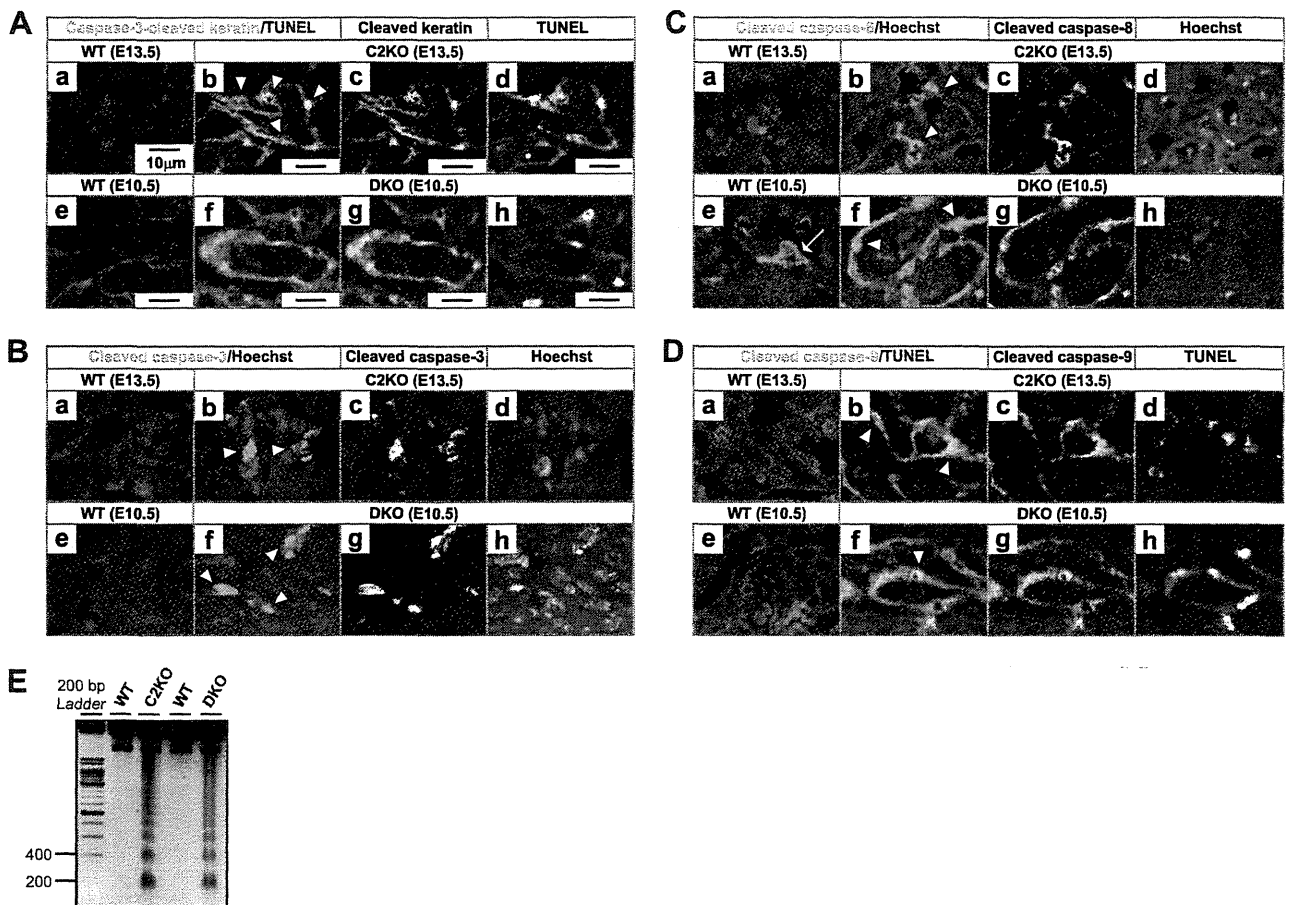 A
Caspase-3-cleaved keratin/TUNEL
Cleaved keratin
TUNEL
WT (E13.5)
C2KO (E13.5)
a
b
c
d
10μm
WT (E10.5)
DKO (E10.5)
e
f
g
h
B
Cleaved caspase-3/Hoechst
Cleaved caspase-3
Hoechst
WT (E13.5)
C2KO (E13.5)
a
b
c
d
WT (E10.5)
DKO (E10.5)
e
f
g
h
C
Cleaved caspase-8/Hoechst
Cleaved caspase-8
Hoechst
WT (E13.5)
C2KO (E13.5)
a
b
c
d
WT (E10.5)
DKO (E10.5)
e
f
g
h
D
Cleaved caspase-9/TUNEL
Cleaved caspase-9
TUNEL
WT (E13.5)
C2KO (E13.5)
a
b
c
d
WT (E10.5)
DKO (E10.5)
e
f
g
h
E
200 bp
Ladder
WT
C2KO
WT
DKO
400
200